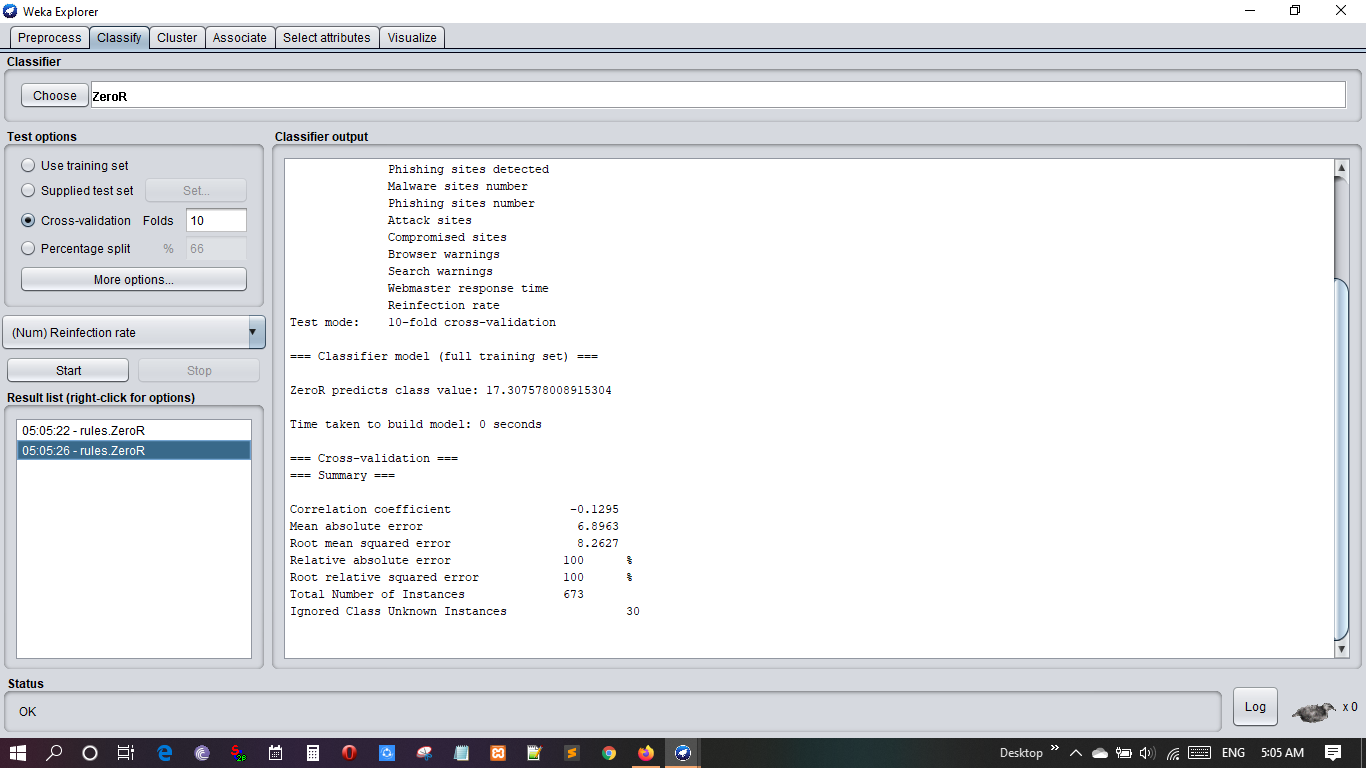 Weka Explorer
Preprocess Classify Cluster Associate Select attributes Visualize
Classifier
Choose ZeroR
Test options
Use training set
Supplied test set Set...
Cross-validation Folds 10
Percentage split % 66
More options...
(Num) Reinfection rate
Start Stop
Result list (right-click for options)
05:05:22 - rules.ZeroR
05:05:26 - rules.ZeroR
Classifier output
Phishing sites detected
Malware sites number
Phishing sites number
Attack sites
Compromised sites
Browser warnings
Search warnings
Webmaster response time
Reinfection rate
Test mode: 10-fold cross-validation
=== Classifier model (full training set) ===
ZeroR predicts class value: 17.307578008915304
Time taken to build model: 0 seconds
=== Cross-validation ===
=== Summary ===
Correlation coefficient -0.1295
Mean absolute error 6.8963
Root mean squared error 8.2627
Relative absolute error 100 %
Root relative squared error 100 %
Total Number of Instances 673
Ignored Class Unknown Instances 30
Status
OK
Log x 0
Desktop ENG 5:05 AM